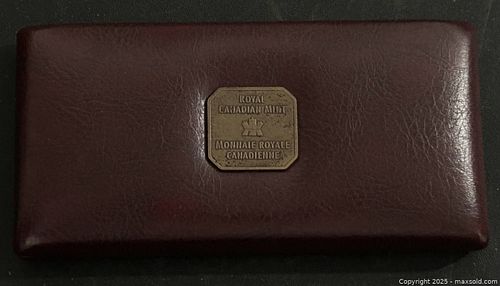 ROYAL
CANADIAN MINT
MONNAIE ROYALE
CANADIENNE
Copyright © 2025 - maxsold.com